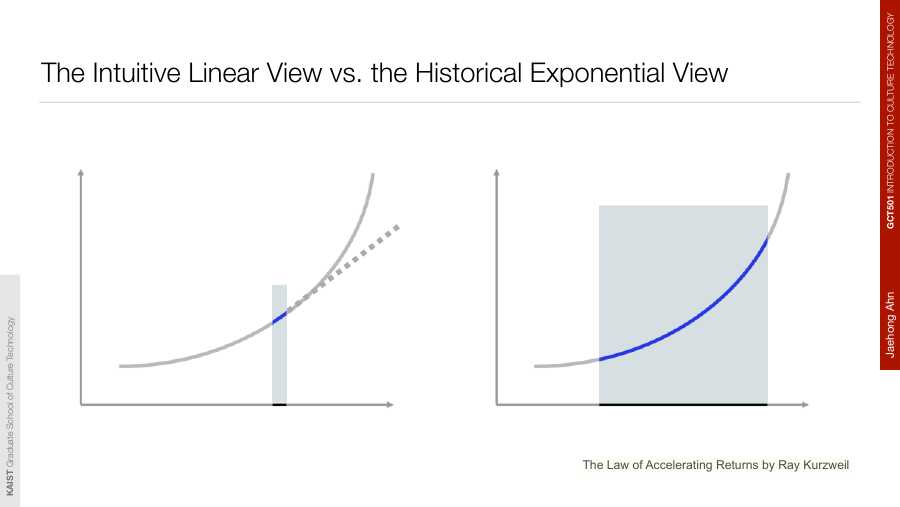 The Intuitive Linear View vs. the Historical Exponential View
GCT501 INTRODUCTION TO CULTURE TECHNOLOGY
Jaehong Ahn
KAIST Graduate School of Culture Technology
The Law of Accelerating Returns by Ray Kurzweil